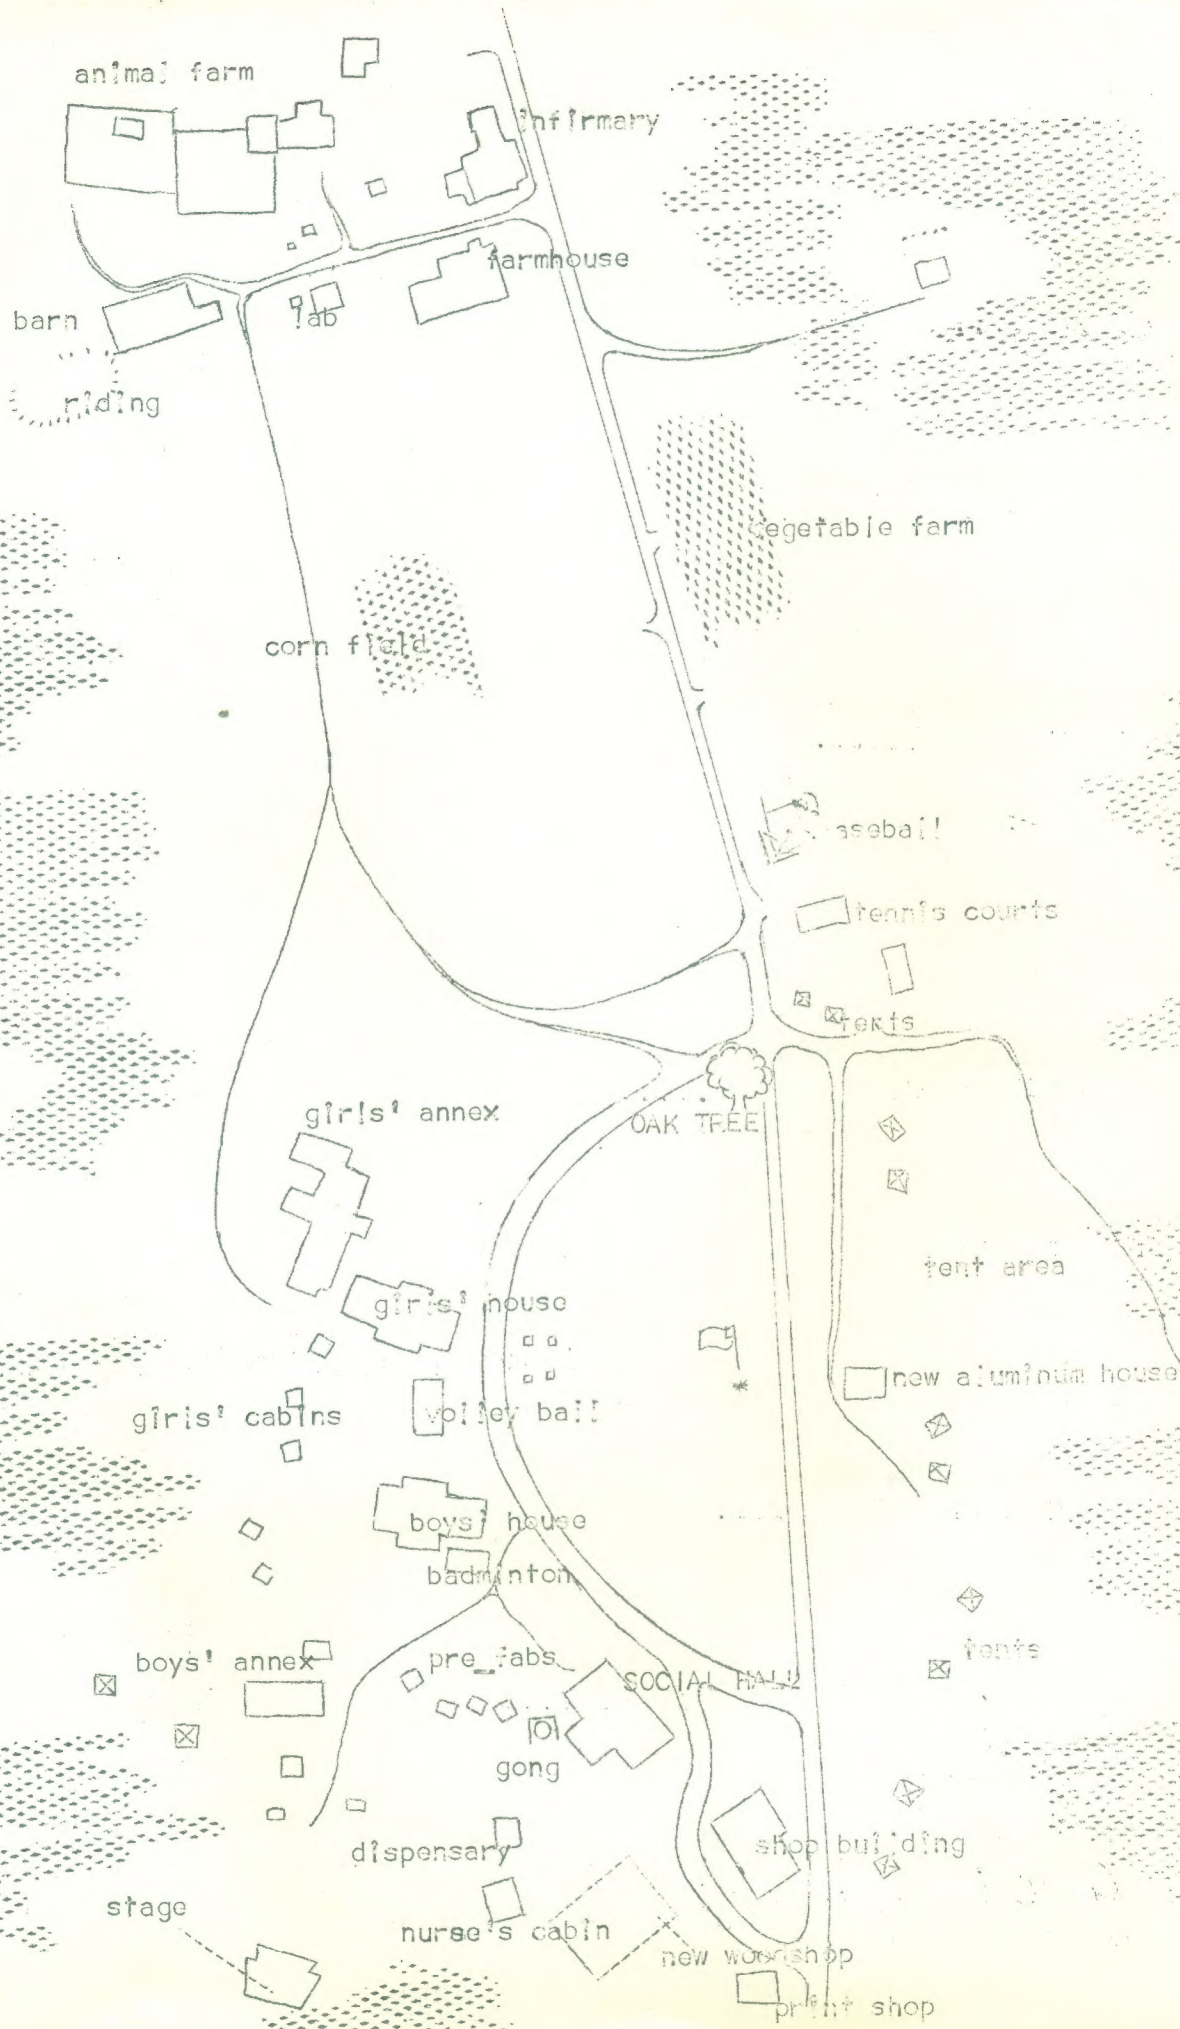 animal farm
infirmary
farmhouse
barn
lab
riding
vegetable farm
corn field
baseball
tennis courts
tents
OAK TREE
girls' annex
tent area
girls' house
new aluminum house
girls' cabins
volley ball
boys' house
badminton
tents
boys' annex
pre_fabs
SOCIAL HALL
gong
shop building
dispensary
stage
nurse's cabin
new woodshop
print shop